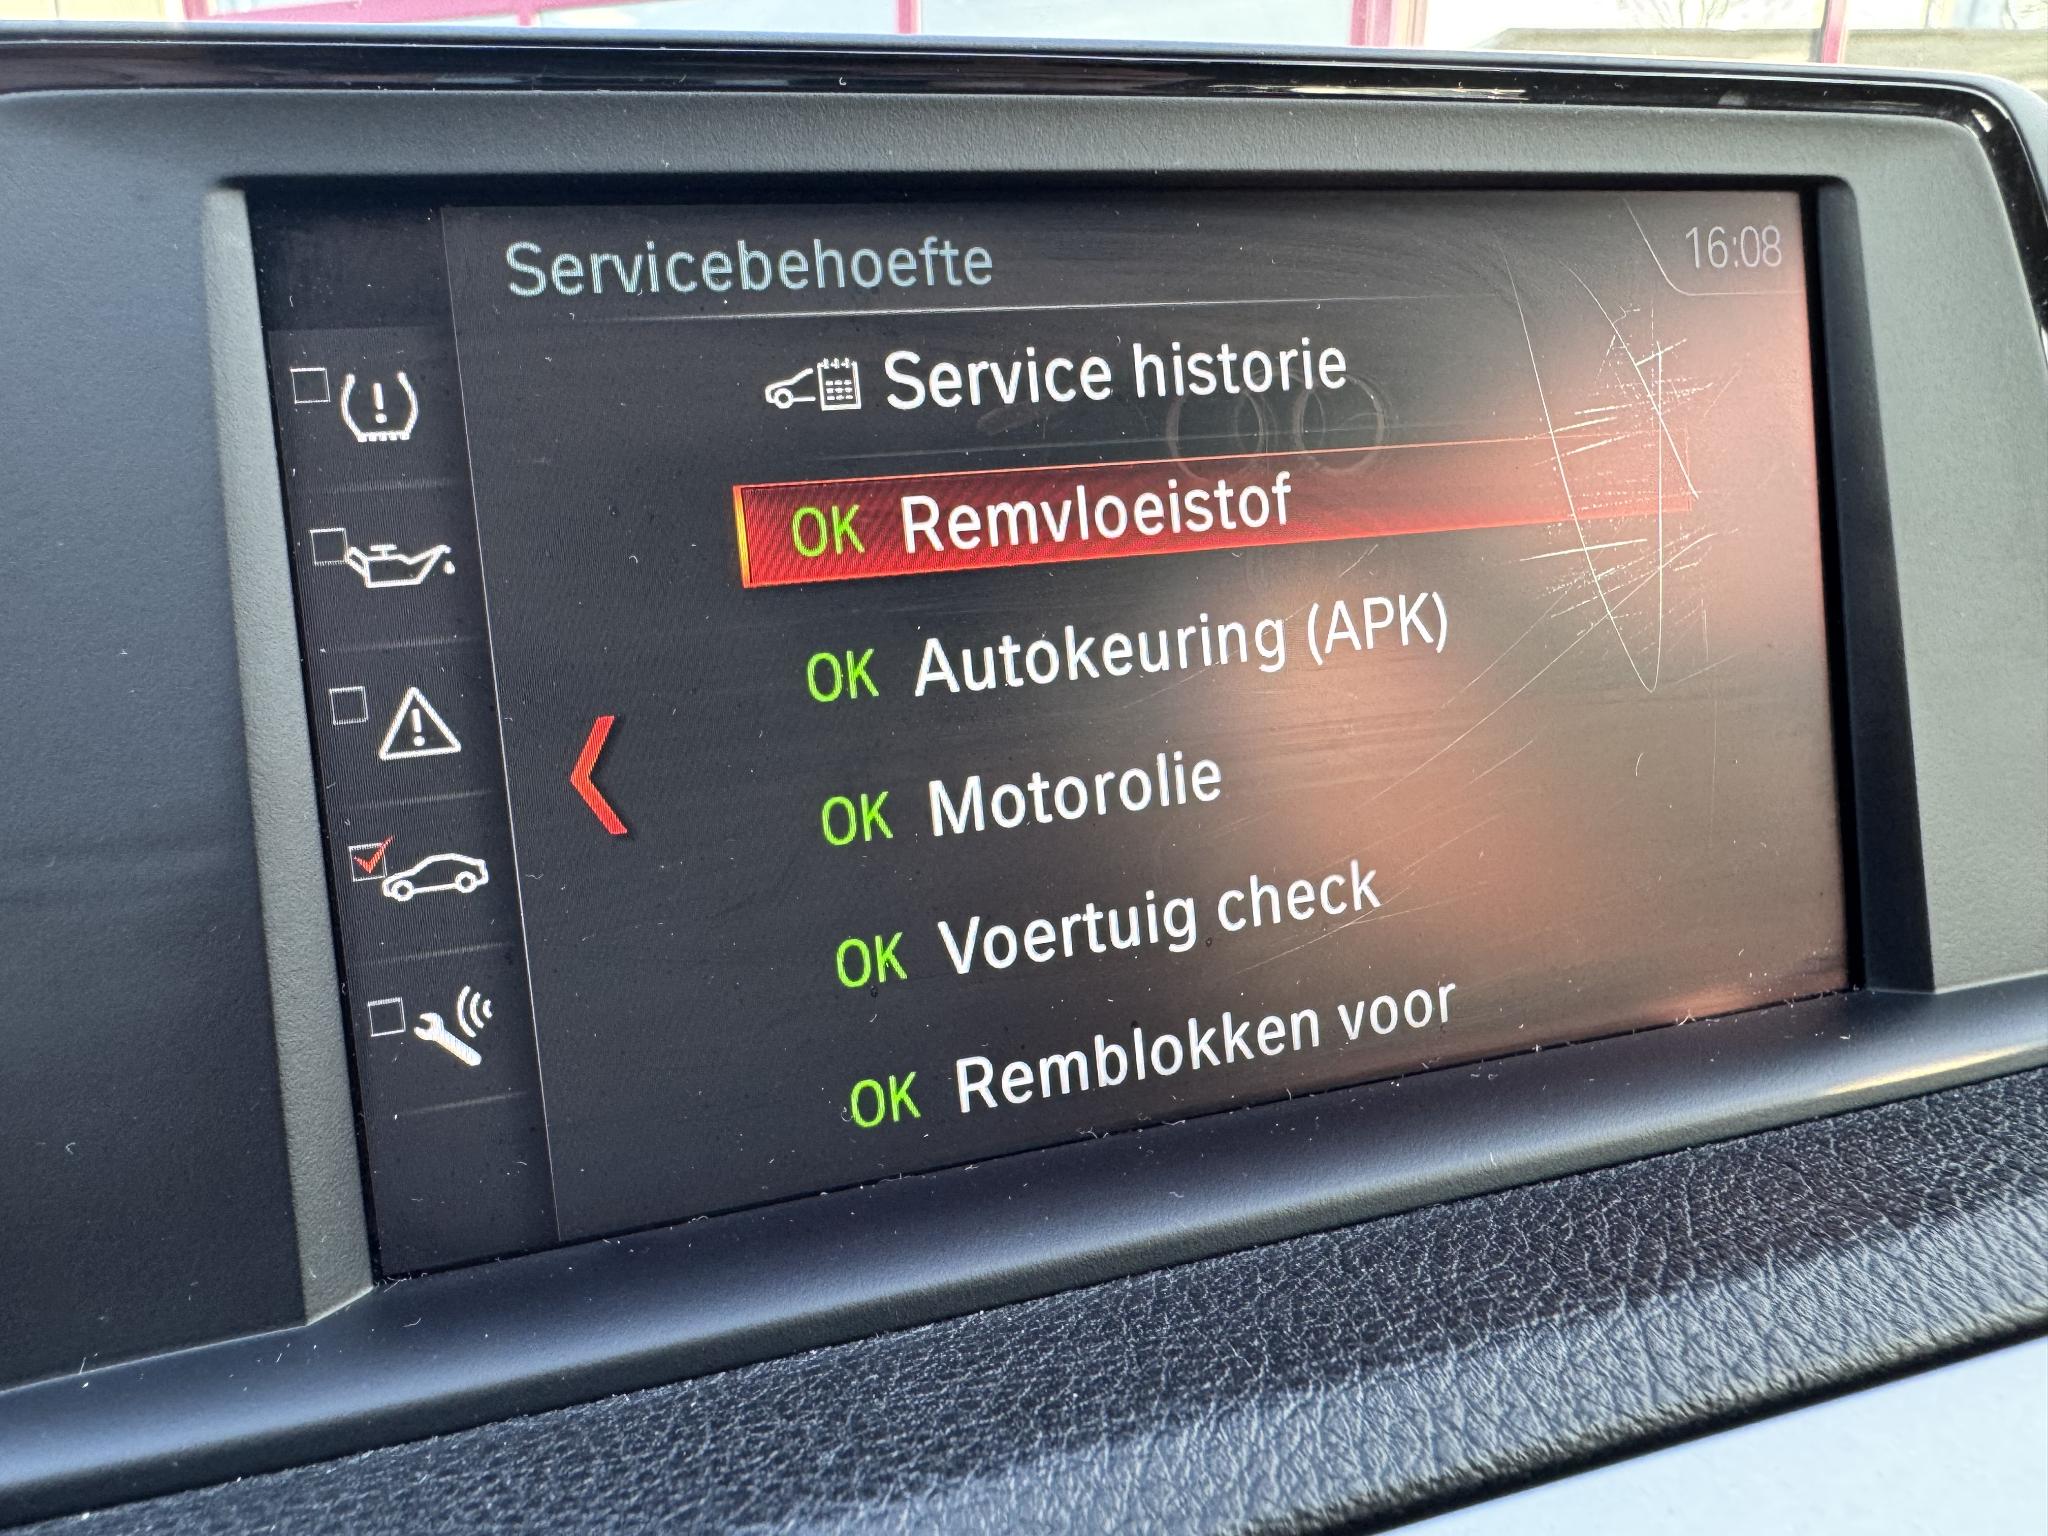 Servicebehoefte
16:08
Service historie
OK Remvloeistof
OK Autokeuring (APK)
OK Motorolie
OK Voertuig check
OK Remblokken voor